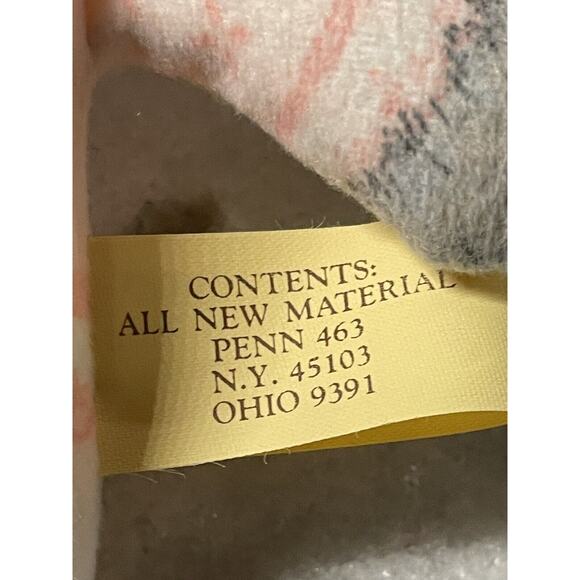 CONTENTS:
ALL NEW MATERIAL
PENN 463
N.Y. 45103
OHIO 9391